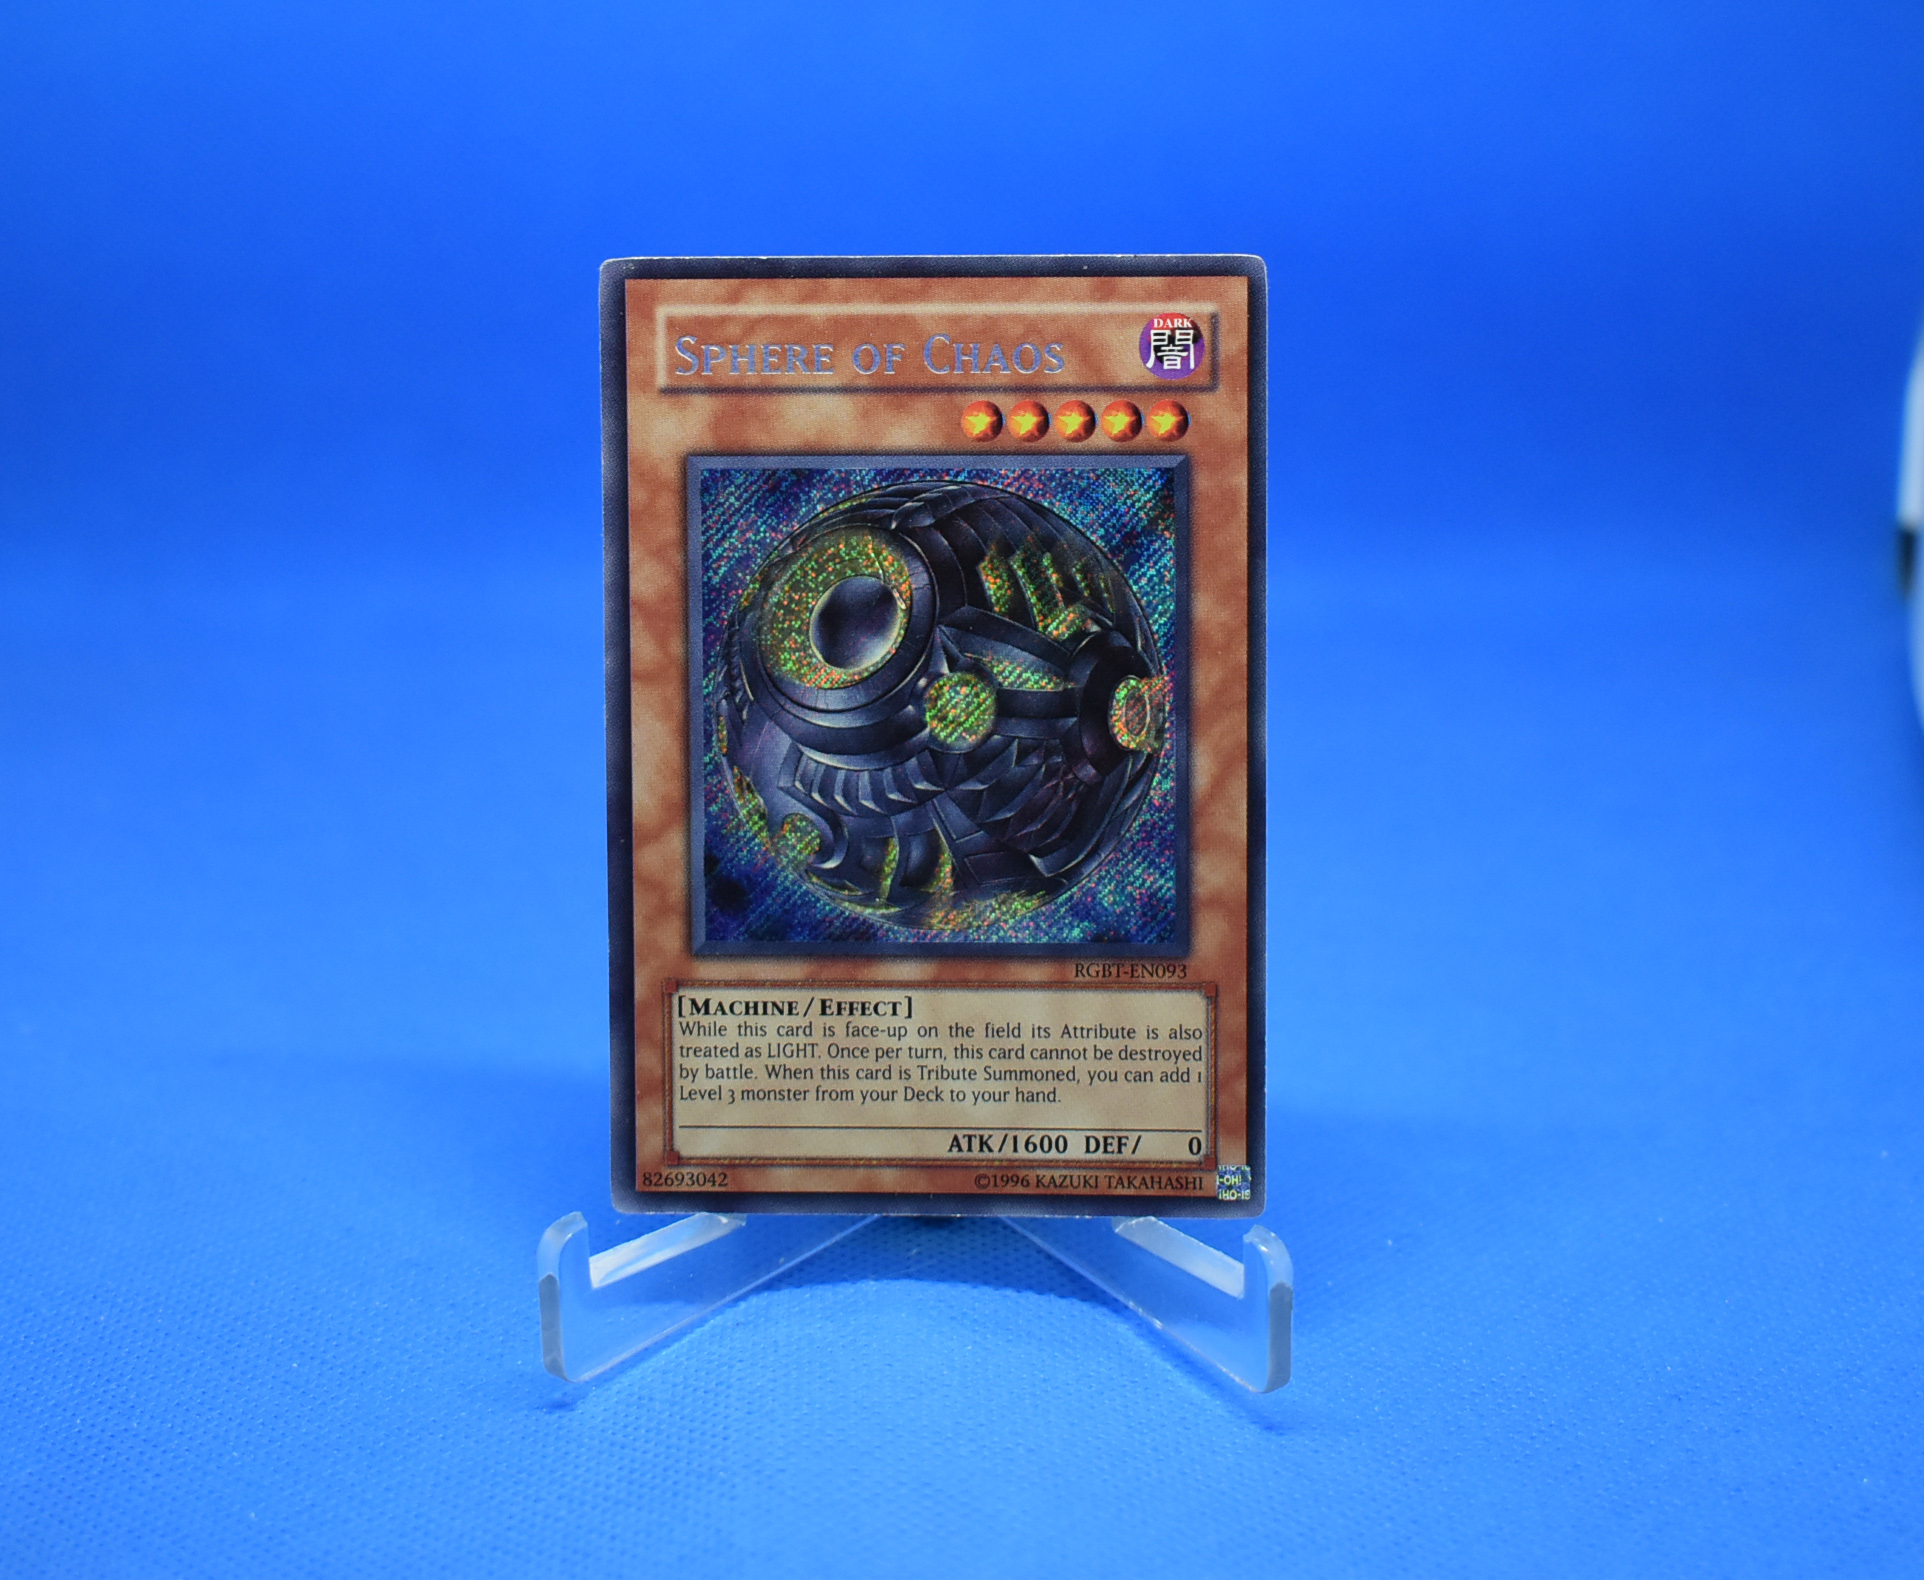 SPHERE OF CHAOS
DARK
闇
RGBT-EN093
[MACHINE/EFFECT]
While this card is face-up on the field its Attribute is also
treated as LIGHT. Once per turn, this card cannot be destroyed
by battle. When this card is Tribute Summoned, you can add 1
Level 3 monster from your Deck to your hand.
ATK/1600 DEF/ 0
82693042
©1996 KAZUKI TAKAHASHI